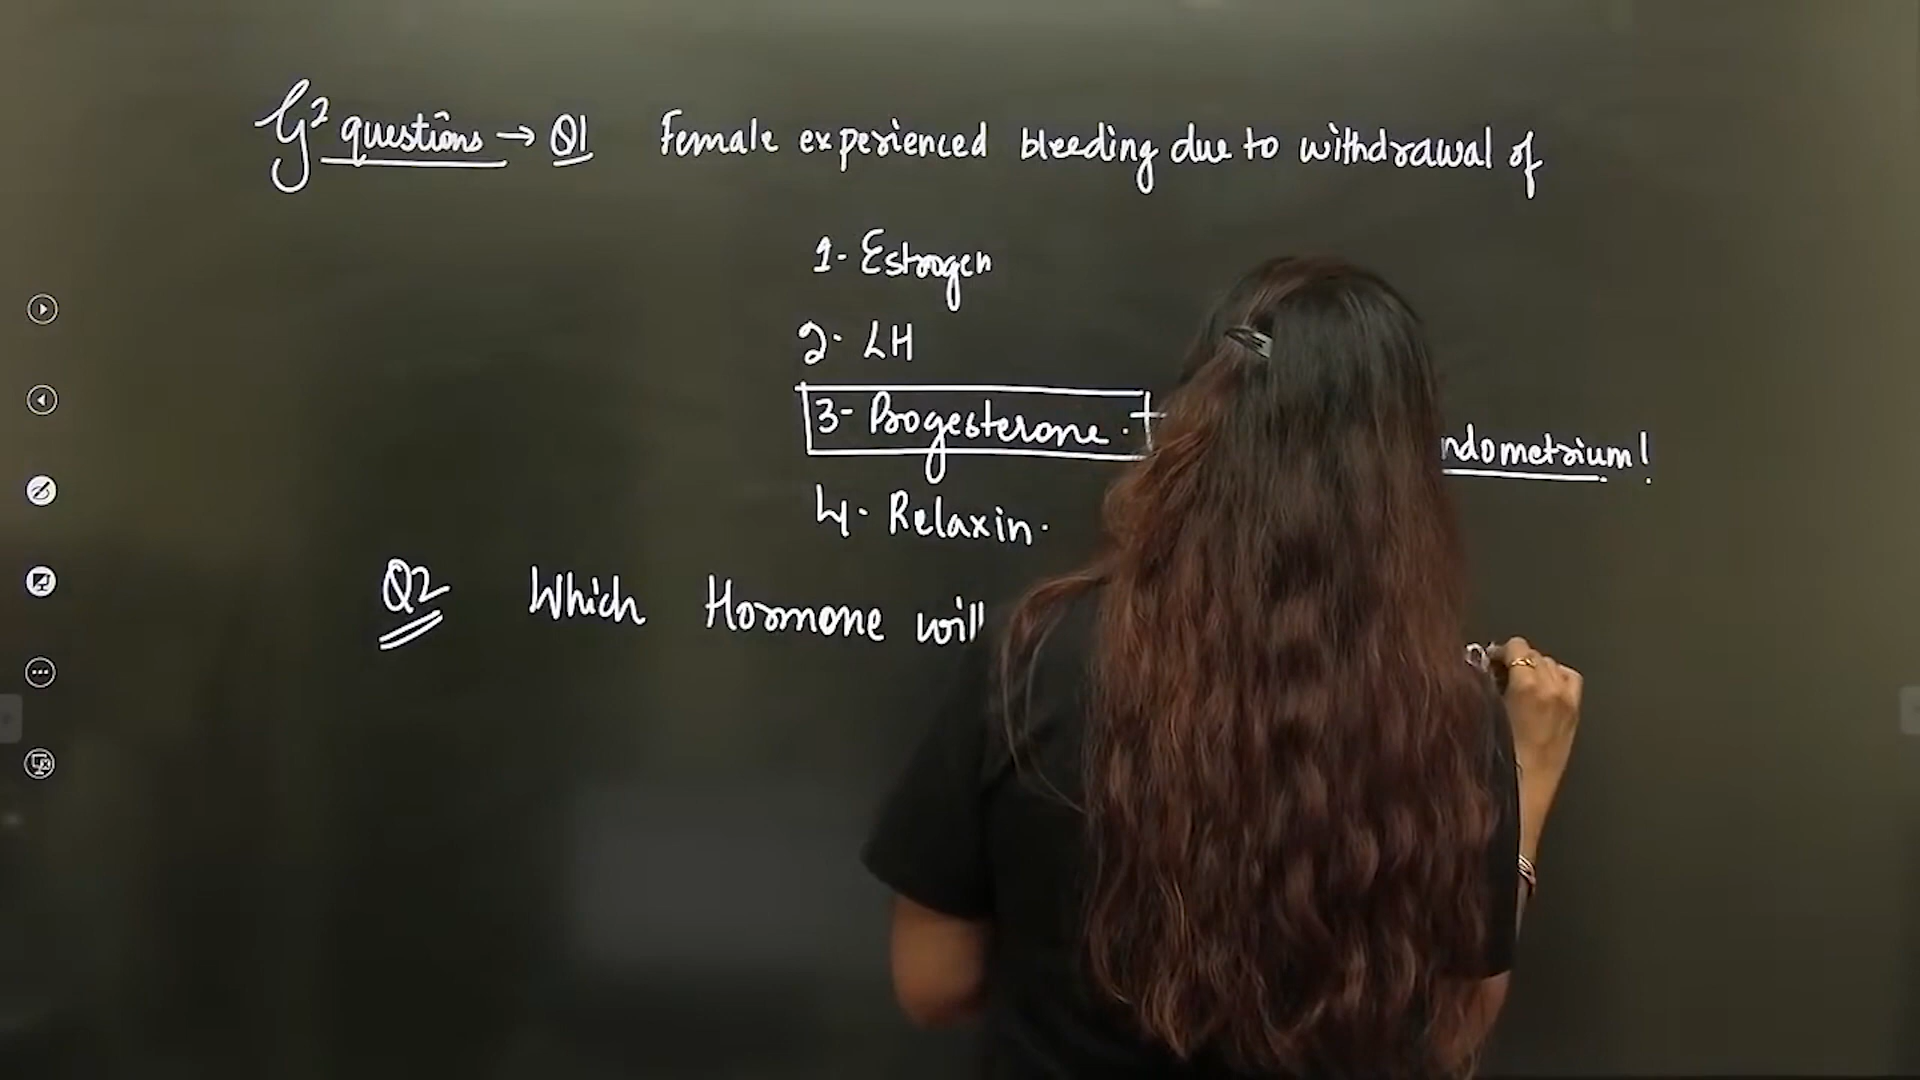 G² questions → Q1 Female experienced bleeding due to withdrawal of
1- Estrogen
2- LH
3- Progesterone.
ndometrium!
4- Relaxin.
Q2 Which Hormone will